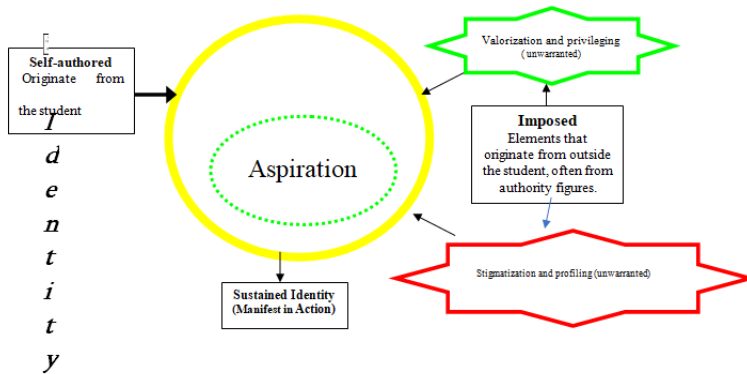 Self-authored
Originate from
the student
Identity
Aspiration
Valorization and privileging
( unwarranted)
Imposed
Elements that
originate from outside
the student, often from
authority figures.
Stigmatization and profiling (unwarranted)
Sustained Identity
(Manifest in Action)